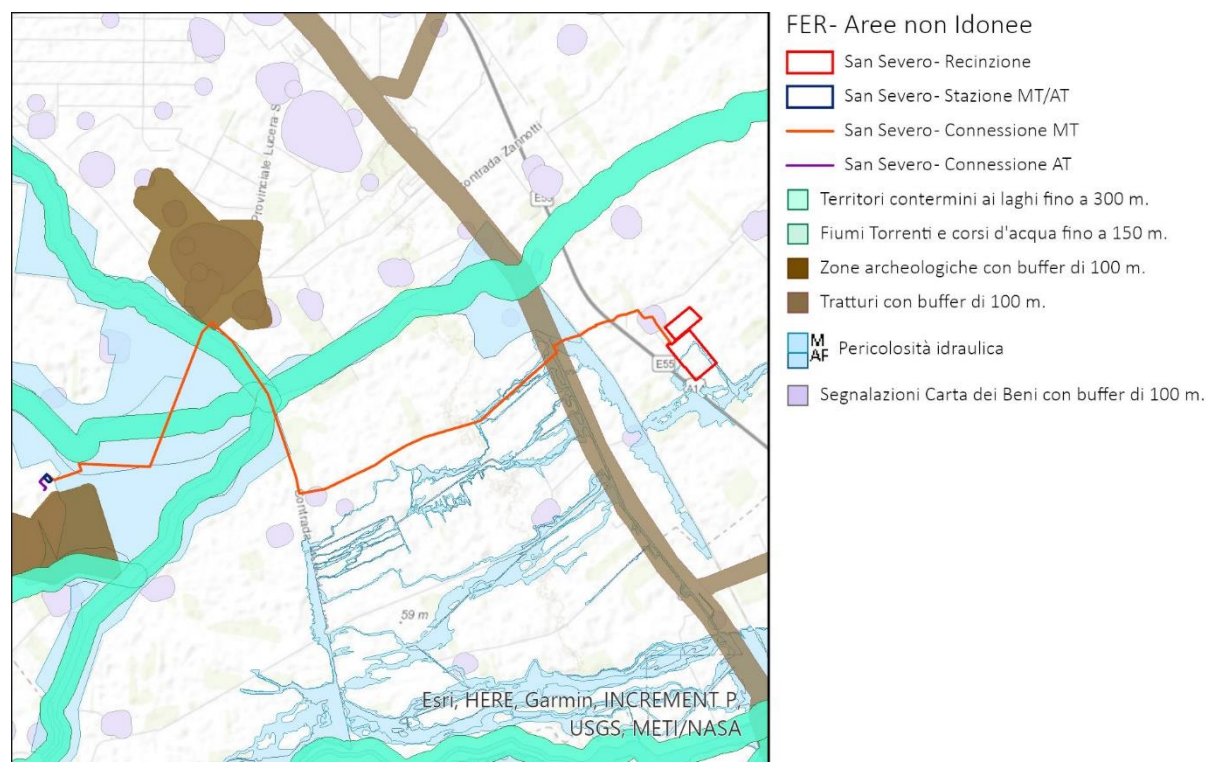 FER- Aree non Idonee
San Severo- Recinzione
San Severo- Stazione MT/AT
San Severo- Connessione MT
San Severo- Connessione AT
Territori contermini ai laghi fino a 300 m.
Fiumi Torrenti e corsi d'acqua fino a 150 m.
Zone archeologiche con buffer di 100 m.
Tratturi con buffer di 100 m.
M
AP Pericolosità idraulica
Segnalazioni Carta dei Beni con buffer di 100 m.
Provinciale Lucera S
Contrada Zannotti
E55
E55
A14
Contrada
59 m
Esri, HERE, Garmin, INCREMENT P,
USGS, METI/NASA